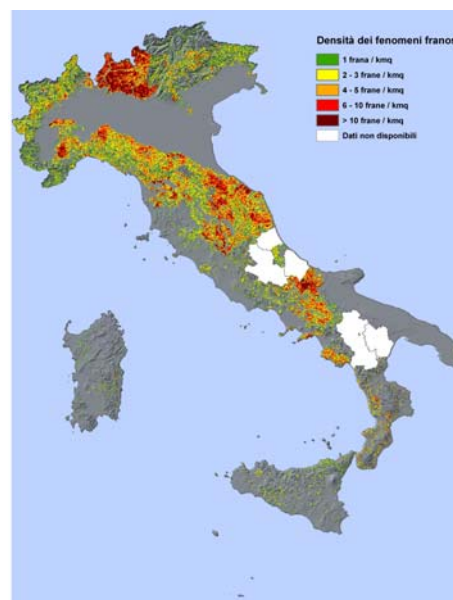 Densità dei fenomeni franos
1 frana / kmq
2 - 3 frane / kmq
4 - 5 frane / kmq
6 - 10 frane / kmq
> 10 frane / kmq
Dati non disponibili